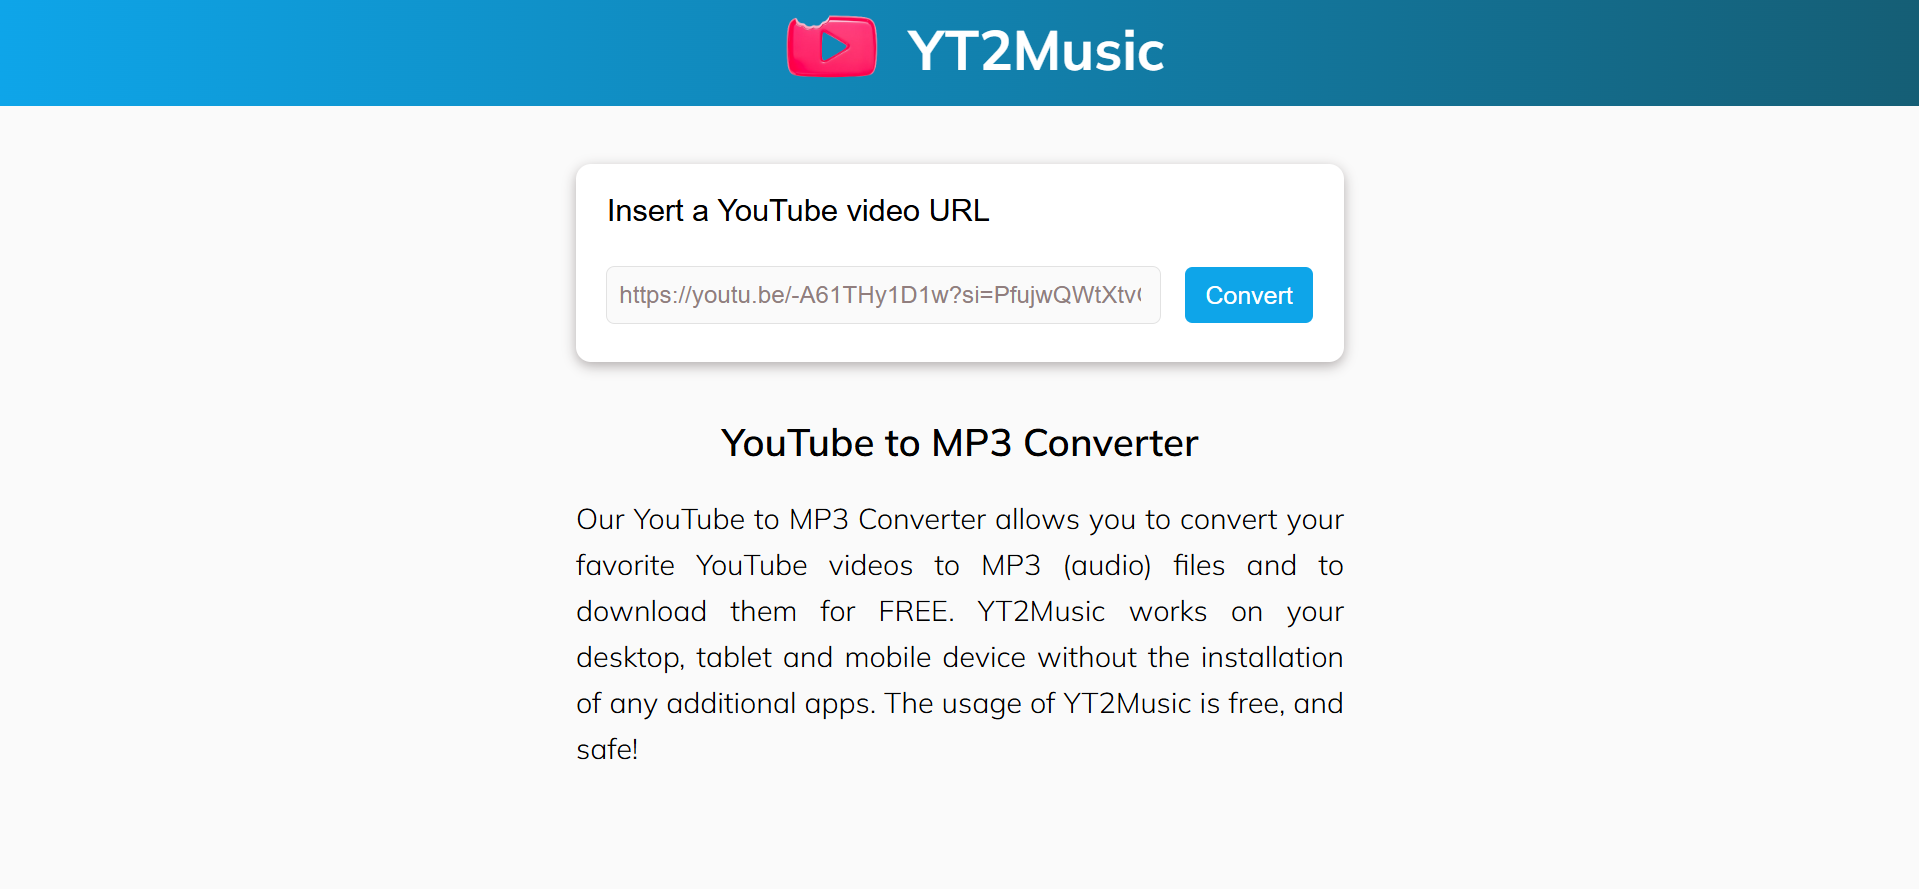 YT2Music
Insert a YouTube video URL
https://youtu.be/-A61THy1D1w?si=PfujwQWtXtv
Convert
YouTube to MP3 Converter
Our YouTube to MP3 Converter allows you to convert your
favorite YouTube videos to MP3 (audio) files and to
download them for FREE. YT2Music works on your
desktop, tablet and mobile device without the installation
of any additional apps. The usage of YT2Music is free, and
safe!